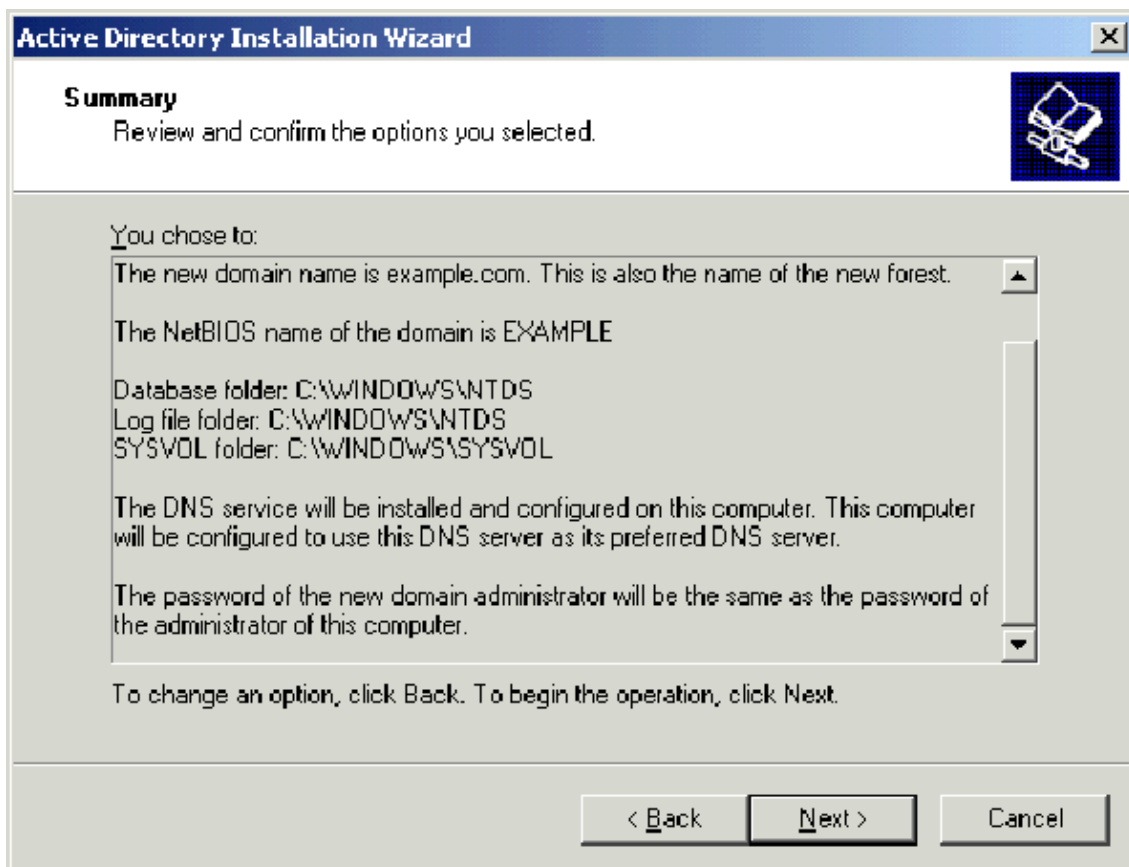 Active Directory Installation Wizard
Summary
Review and confirm the options you selected.
You chose to:
The new domain name is example.com. This is also the name of the new forest.
The NetBIOS name of the domain is EXAMPLE
Database folder: C:\WINDOWS\NTDS
Log file folder: C:\WINDOWS\NTDS
SYSVOL folder: C:\WINDOWS\SYSVOL
The DNS service will be installed and configured on this computer. This computer
will be configured to use this DNS server as its preferred DNS server.
The password of the new domain administrator will be the same as the password of
the administrator of this computer.
To change an option, click Back. To begin the operation, click Next.
< Back
Next >
Cancel